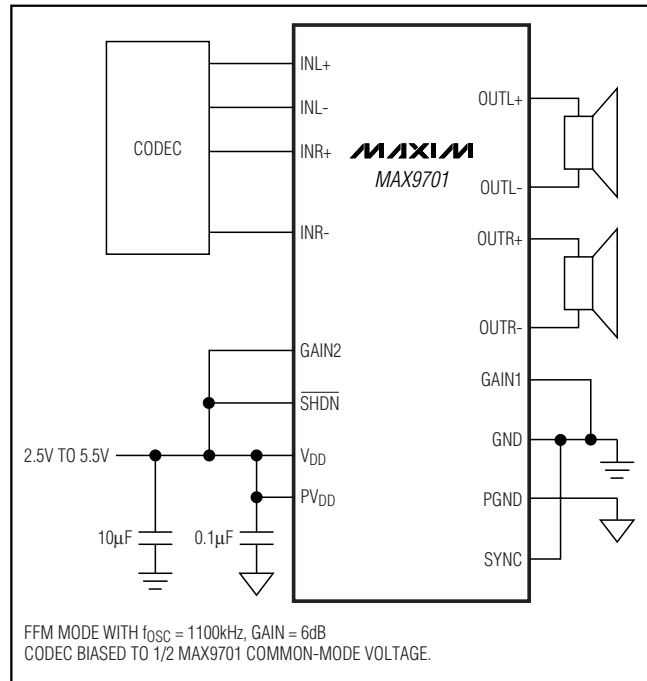 CODEC
INL+
INL-
INR+
INR-
GAIN2
SHDN
VDD
PVDD
MAXIM
MAX9701
OUTL+
OUTL-
OUTR+
OUTR-
GAIN1
GND
PGND
SYNC
2.5V TO 5.5V
10μF
0.1μF
FFM MODE WITH fOSC = 1100kHz, GAIN = 6dB
CODEC BIASED TO 1/2 MAX9701 COMMON-MODE VOLTAGE.